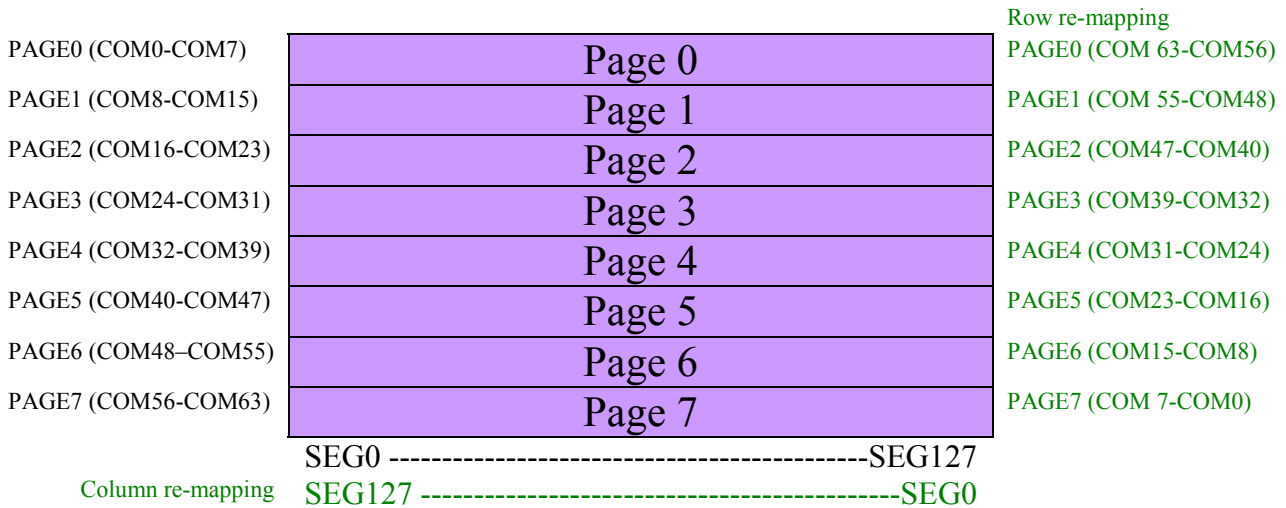 Row re-mapping
PAGE0 (COM0-COM7) Page 0 PAGE0 (COM 63-COM56)
PAGE1 (COM8-COM15) Page 1 PAGE1 (COM 55-COM48)
PAGE2 (COM16-COM23) Page 2 PAGE2 (COM47-COM40)
PAGE3 (COM24-COM31) Page 3 PAGE3 (COM39-COM32)
PAGE4 (COM32-COM39) Page 4 PAGE4 (COM31-COM24)
PAGE5 (COM40-COM47) Page 5 PAGE5 (COM23-COM16)
PAGE6 (COM48–COM55) Page 6 PAGE6 (COM15-COM8)
PAGE7 (COM56-COM63) Page 7 PAGE7 (COM 7-COM0)
SEG0 ---------------------------------------------SEG127
Column re-mapping SEG127 ---------------------------------------------SEG0